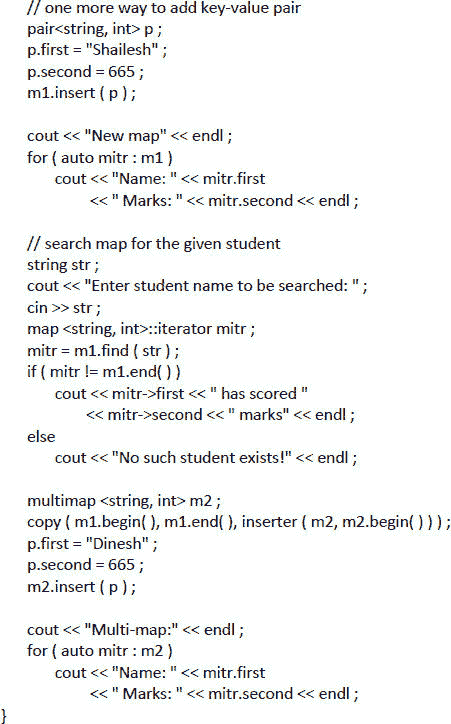 // one more way to add key-value pair
pair<string, int> p ;
p.first = "Shailesh" ;
p.second = 665 ;
m1.insert ( p ) ;

cout << "New map" << endl ;
for ( auto mitr : m1 )
cout << "Name: " << mitr.first
<< " Marks: " << mitr.second << endl ;

// search map for the given student
string str ;
cout << "Enter student name to be searched: " ;
cin >> str ;
map <string, int>::iterator mitr ;
mitr = m1.find ( str ) ;
if ( mitr != m1.end( ) )
cout << mitr->first << " has scored "
<< mitr->second << " marks" << endl ;
else
cout << "No such student exists!" << endl ;

multimap <string, int> m2 ;
copy ( m1.begin( ), m1.end( ), inserter ( m2, m2.begin( ) ) ) ;
p.first = "Dinesh" ;
p.second = 665 ;
m2.insert ( p ) ;

cout << "Multi-map:" << endl ;
for ( auto mitr : m2 )
cout << "Name: " << mitr.first
<< " Marks: " << mitr.second << endl ;
}